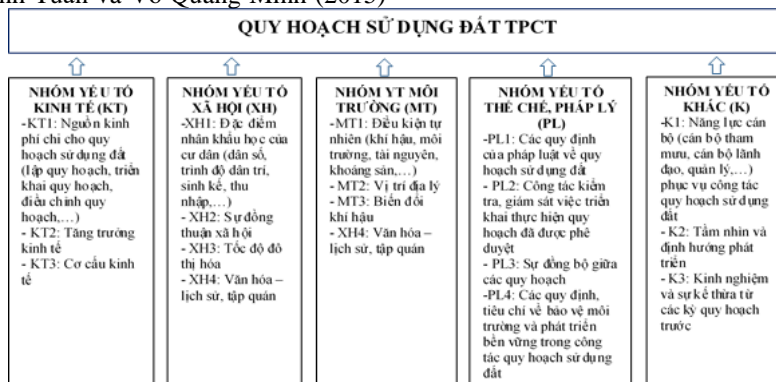 nh Tuấn và Võ Quang Minh (2015)
QUY HOẠCH SỬ DỤNG ĐẤT TPCT
NHÓM YẾU TỐ
KINH TẾ (KT)
-KT1: Nguồn kinh
phí chi cho quy
hoạch sử dụng đất
(lập quy hoạch, triển
khai quy hoạch,
điều chỉnh quy
hoạch,…)
- KT2: Tăng trưởng
kinh tế
- KT3: Cơ cấu kinh
tế
NHÓM YẾU TỐ
XÃ HỘI (XH)
-XH1: Đặc điểm
nhân khẩu học của
cư dân (dân số,
trình độ dân trí,
sinh kế, thu
nhập,…)
- XH2: Sự đồng
thuận xã hội
- XH3: Tốc độ đô
thị hóa
- XH4: Văn hóa –
lịch sử, tập quán
NHÓM YT MÔI
TRƯỜNG (MT)
-MT1: Điều kiện tự
nhiên (khí hậu, môi
trường, tài nguyên,
khoáng sản,…)
- MT2: Vị trí địa lý
- MT3: Biến đổi
khí hậu
- XH4: Văn hóa –
lịch sử, tập quán
NHÓM YẾU TỐ
THỂ CHẾ, PHÁP LÝ
(PL)
-PL1: Các quy định
của pháp luật về quy
hoạch sử dụng đất
- PL2: Công tác kiểm
tra, giám sát việc triển
khai thực hiện quy
hoạch đã được phê
duyệt
- PL3: Sự đồng bộ giữa
các quy hoạch
-PL4: Các quy định,
tiêu chí về bảo vệ môi
trường và phát triển
bền vững trong công
tác quy hoạch sử dụng
đất
NHÓM YẾU TỐ
KHÁC (K)
-K1: Năng lực cán
bộ (cán bộ tham
mưu, cán bộ lãnh
đạo, quản lý,…)
phục vụ công tác
quy hoạch sử dụng
đất
- K2: Tầm nhìn và
định hướng phát
triển
- K3: Kinh nghiệm
và sự kế thừa từ
các kỳ quy hoạch
trước